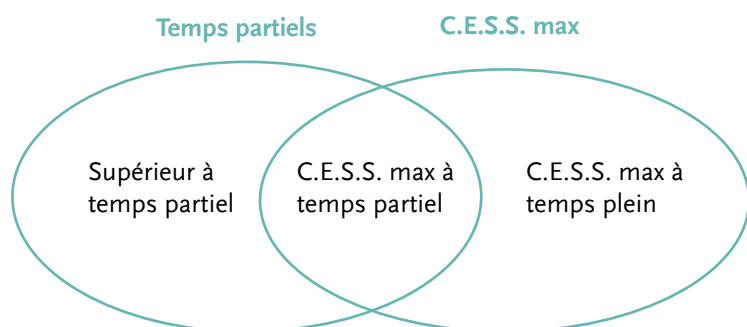 Temps partiels
C.E.S.S. max
Supérieur à
temps partiel
C.E.S.S. max à
temps partiel
C.E.S.S. max à
temps plein